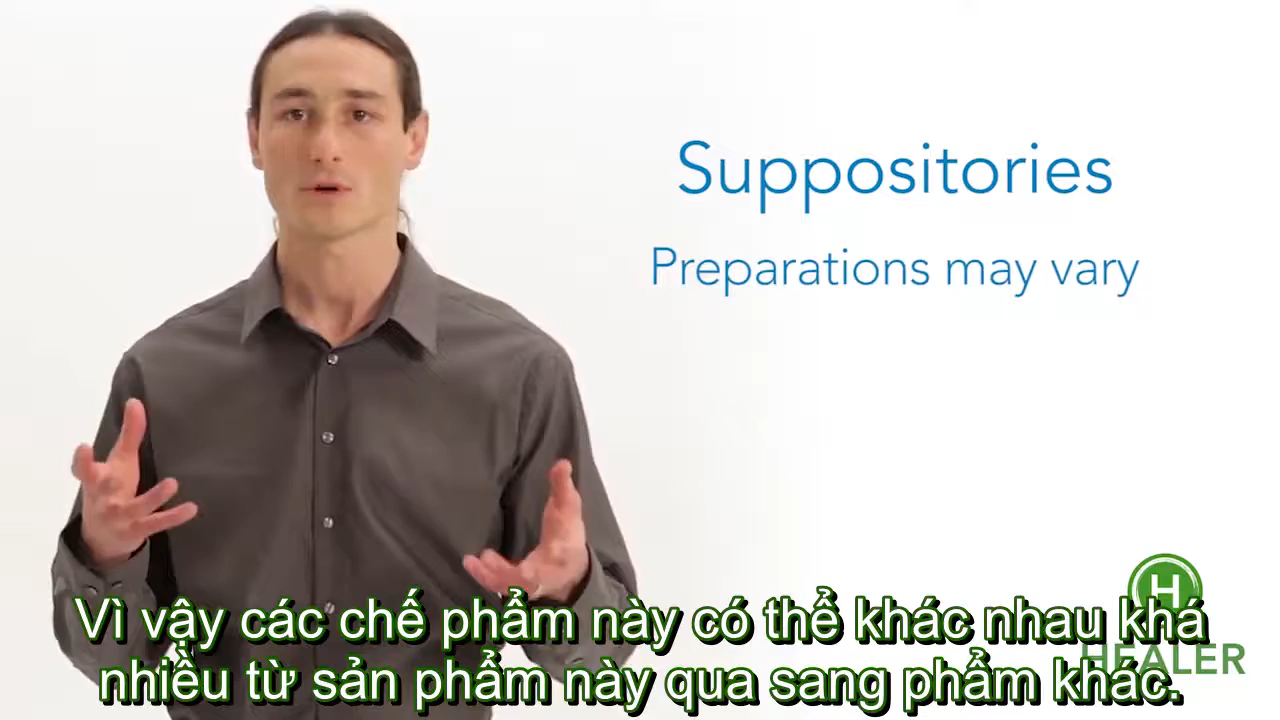 Suppositories
Preparations may vary
H
HEALER
Vì vậy các chế phẩm này có thể khác nhau khá
nhiều từ sản phẩm này qua sang phẩm khác.